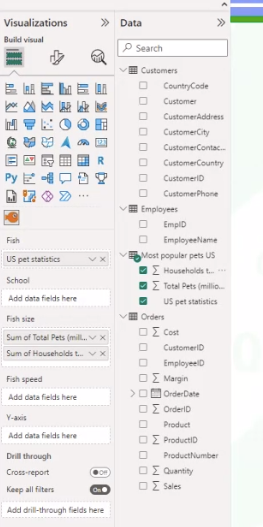 Visualizations
Build visual
Fish
US pet statistics
School
Add data fields here
Fish size
Sum of Total Pets (millio...
Sum of Households t...
Fish speed
Add data fields here
Y-axis
Add data fields here
Drill through
Cross-report
Off
Keep all filters
On
Add drill-through fields here
Data
Search
Customers
CountryCode
Customer
CustomerAddress
CustomerCity
CustomerContac...
CustomerCountry
CustomerID
CustomerPhone
Employees
EmpID
EmployeeName
Most popular pets US
Households t...
Total Pets (millio...
US pet statistics
Orders
Cost
CustomerID
EmployeeID
Margin
OrderDate
OrderID
Product
ProductID
ProductNumber
Quantity
Sales